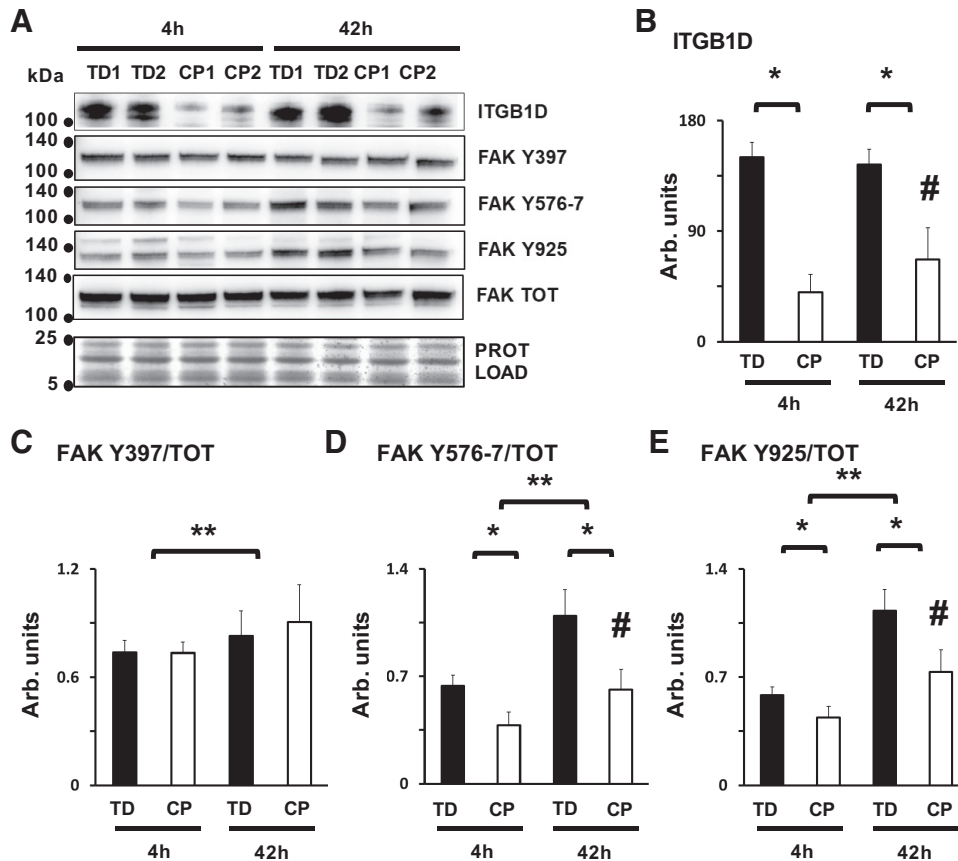 A
4h 42h
kDa TD1 TD2 CP1 CP2 TD1 TD2 CP1 CP2
100 ITGB1D
140
100 FAK Y397
140
100 FAK Y576-7
140 FAK Y925
140
100 FAK TOT
25 PROT
5 LOAD
B
ITGB1D
* *
#
Arb. units
180
90
0
TD CP TD CP
4h 42h
C FAK Y397/TOT
**
Arb. units
1.2
0.6
0
TD CP TD CP
4h 42h
D FAK Y576-7/TOT
**
* *
#
Arb. units
1.4
0.7
0
TD CP TD CP
4h 42h
E FAK Y925/TOT
**
* *
#
Arb. units
1.4
0.7
0
TD CP TD CP
4h 42h